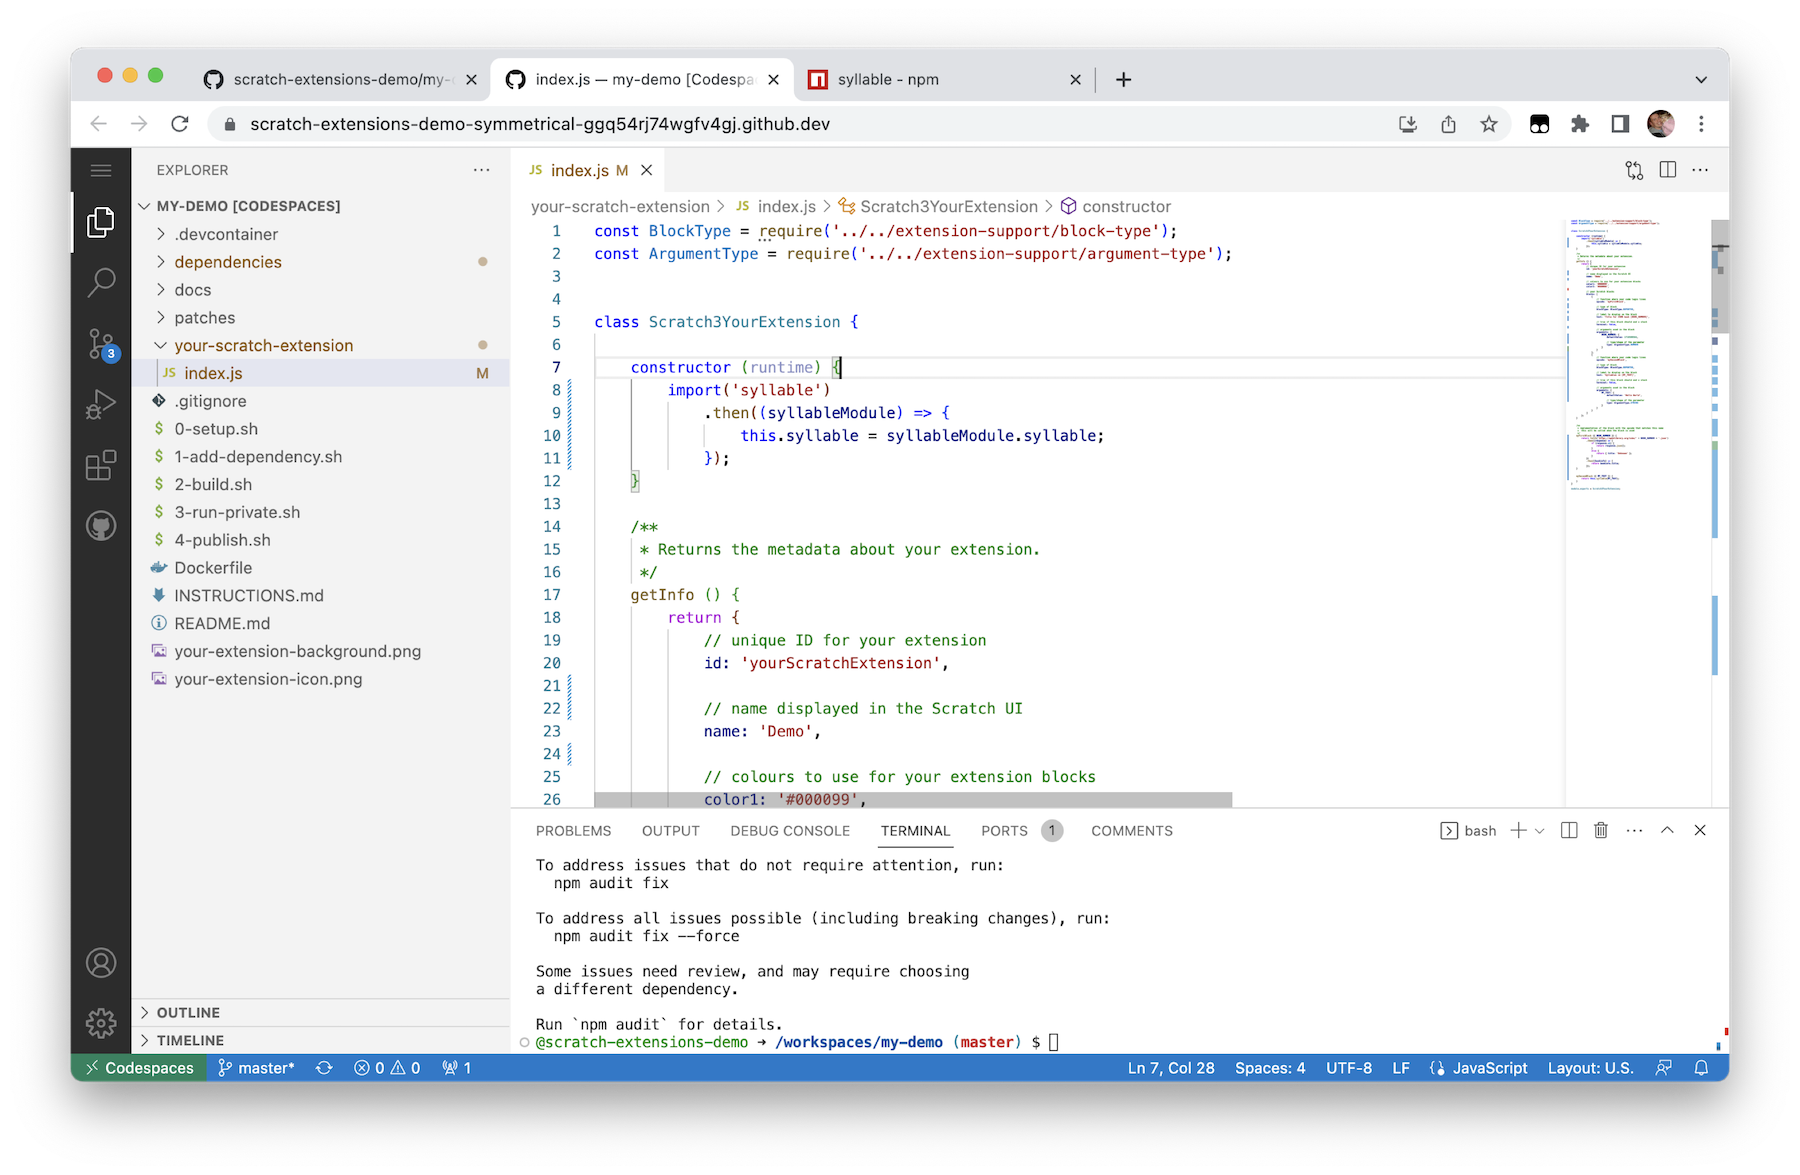 scratch-extensions-demo/my-
index.js — my-demo [Codespa
syllable - npm
scratch-extensions-demo-symmetrical-ggq54rj74wgfv4gj.github.dev
EXPLORER
MY-DEMO [CODESPACES]
.devcontainer
dependencies
docs
patches
your-scratch-extension
JS index.js M
.gitignore
$ 0-setup.sh
$ 1-add-dependency.sh
$ 2-build.sh
$ 3-run-private.sh
$ 4-publish.sh
Dockerfile
INSTRUCTIONS.md
README.md
your-extension-background.png
your-extension-icon.png
OUTLINE
TIMELINE
3
JS index.js M
your-scratch-extension > JS index.js > Scratch3YourExtension > constructor
1 const BlockType = require('../../extension-support/block-type');
2 const ArgumentType = require('../../extension-support/argument-type');
3
4
5 class Scratch3YourExtension {
6
7 constructor (runtime) {
8 import('syllable')
9 .then((syllableModule) => {
10 this.syllable = syllableModule.syllable;
11 });
12 }
13
14 /**
15 * Returns the metadata about your extension.
16 */
17 getInfo () {
18 return {
19 // unique ID for your extension
20 id: 'yourScratchExtension',
21
22 // name displayed in the Scratch UI
23 name: 'Demo',
24
25 // colours to use for your extension blocks
26 color1: '#000099',
PROBLEMS OUTPUT DEBUG CONSOLE TERMINAL PORTS 1 COMMENTS
bash
To address issues that do not require attention, run:
npm audit fix
To address all issues possible (including breaking changes), run:
npm audit fix --force
Some issues need review, and may require choosing
a different dependency.
Run `npm audit` for details.
@scratch-extensions-demo → /workspaces/my-demo (master) $
Codespaces master* 0 0 1 Ln 7, Col 28 Spaces: 4 UTF-8 LF JavaScript Layout: U.S.